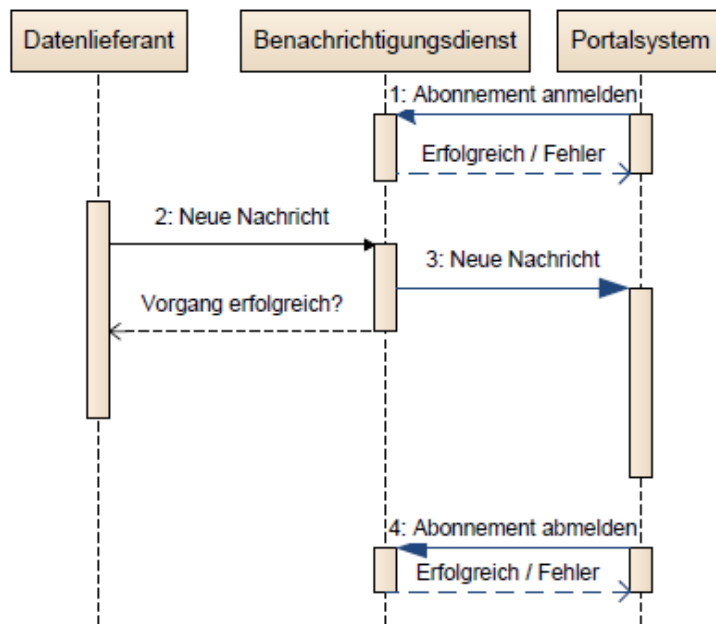 Datenlieferant
Benachrichtigungsdienst
Portalsystem
1: Abonnement anmelden
Erfolgreich / Fehler
2: Neue Nachricht
3: Neue Nachricht
Vorgang erfolgreich?
4: Abonnement abmelden
Erfolgreich / Fehler